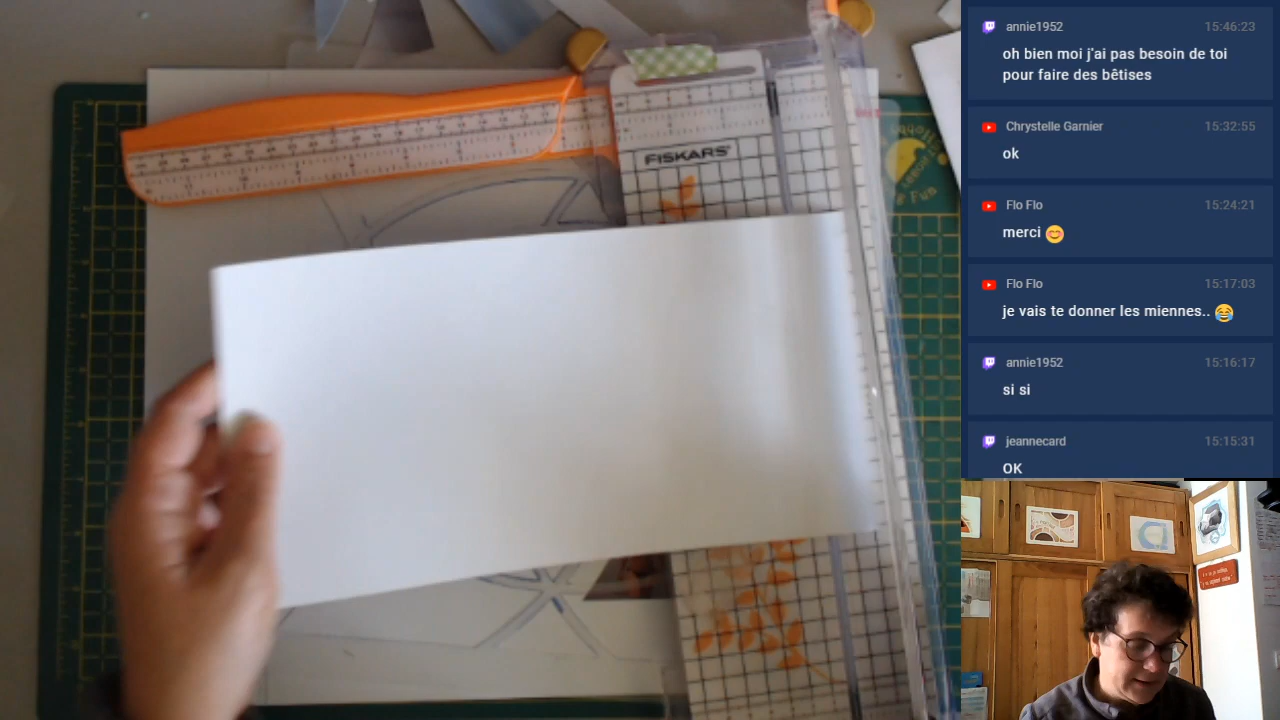 annie1952 15:46:23
oh bien moi j'ai pas besoin de toi
pour faire des bêtises
Chrystelle Garnier 15:32:55
ok
Flo Flo 15:24:21
merci 😊
Flo Flo 15:17:03
je vais te donner les miennes.. 😂
annie1952 15:16:17
si si
jeannecard 15:15:31
OK
FISKARS